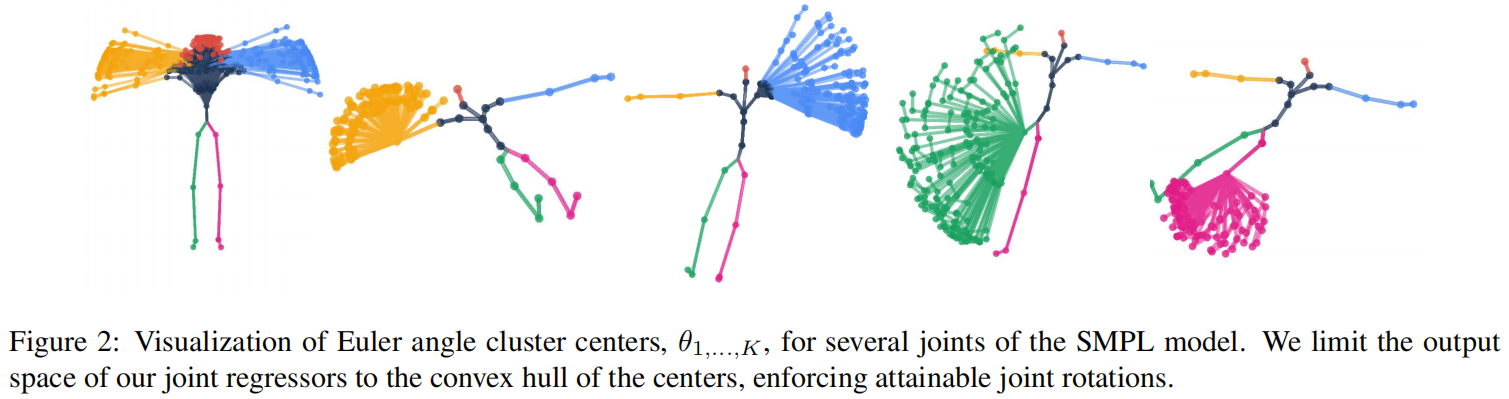 Figure 2: Visualization of Euler angle cluster centers, θ1,...,K, for several joints of the SMPL model. We limit the output
space of our joint regressors to the convex hull of the centers, enforcing attainable joint rotations.